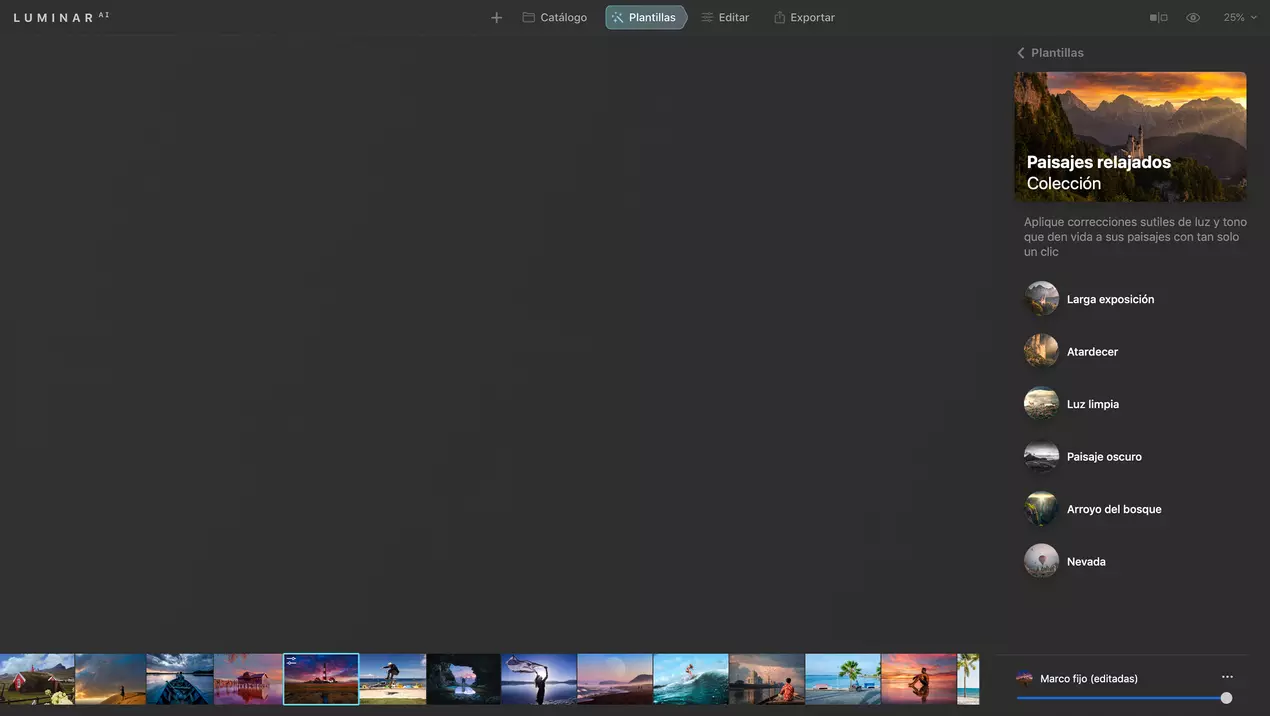 LUMINAR AI
Catálogo
Plantillas
Editar
Exportar
25%
Plantillas
Paisajes relajados
Colección
Aplique correcciones sutiles de luz y tono
que den vida a sus paisajes con tan solo
un clic
Larga exposición
Atardecer
Luz limpia
Paisaje oscuro
Arroyo del bosque
Nevada
Marco fijo (editadas)